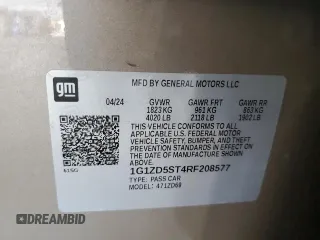 gm
MFD BY GENERAL MOTORS LLC
04/24 GVWR GAWR FRT GAWR RR
1823 KG 961 KG 863 KG
4020 LB 2118 LB 1902 LB
THIS VEHICLE CONFORMS TO ALL
APPLICABLE U.S. FEDERAL MOTOR
VEHICLE SAFETY, BUMPER, AND THEFT
PREVENTION STANDARDS IN EFFECT ON
THE DATE OF MANUFACTURE SHOWN ABOVE.
1G1ZD5ST4RF208577
TYPE: PASS CAR
MODEL: 4712D69
DREAMBID